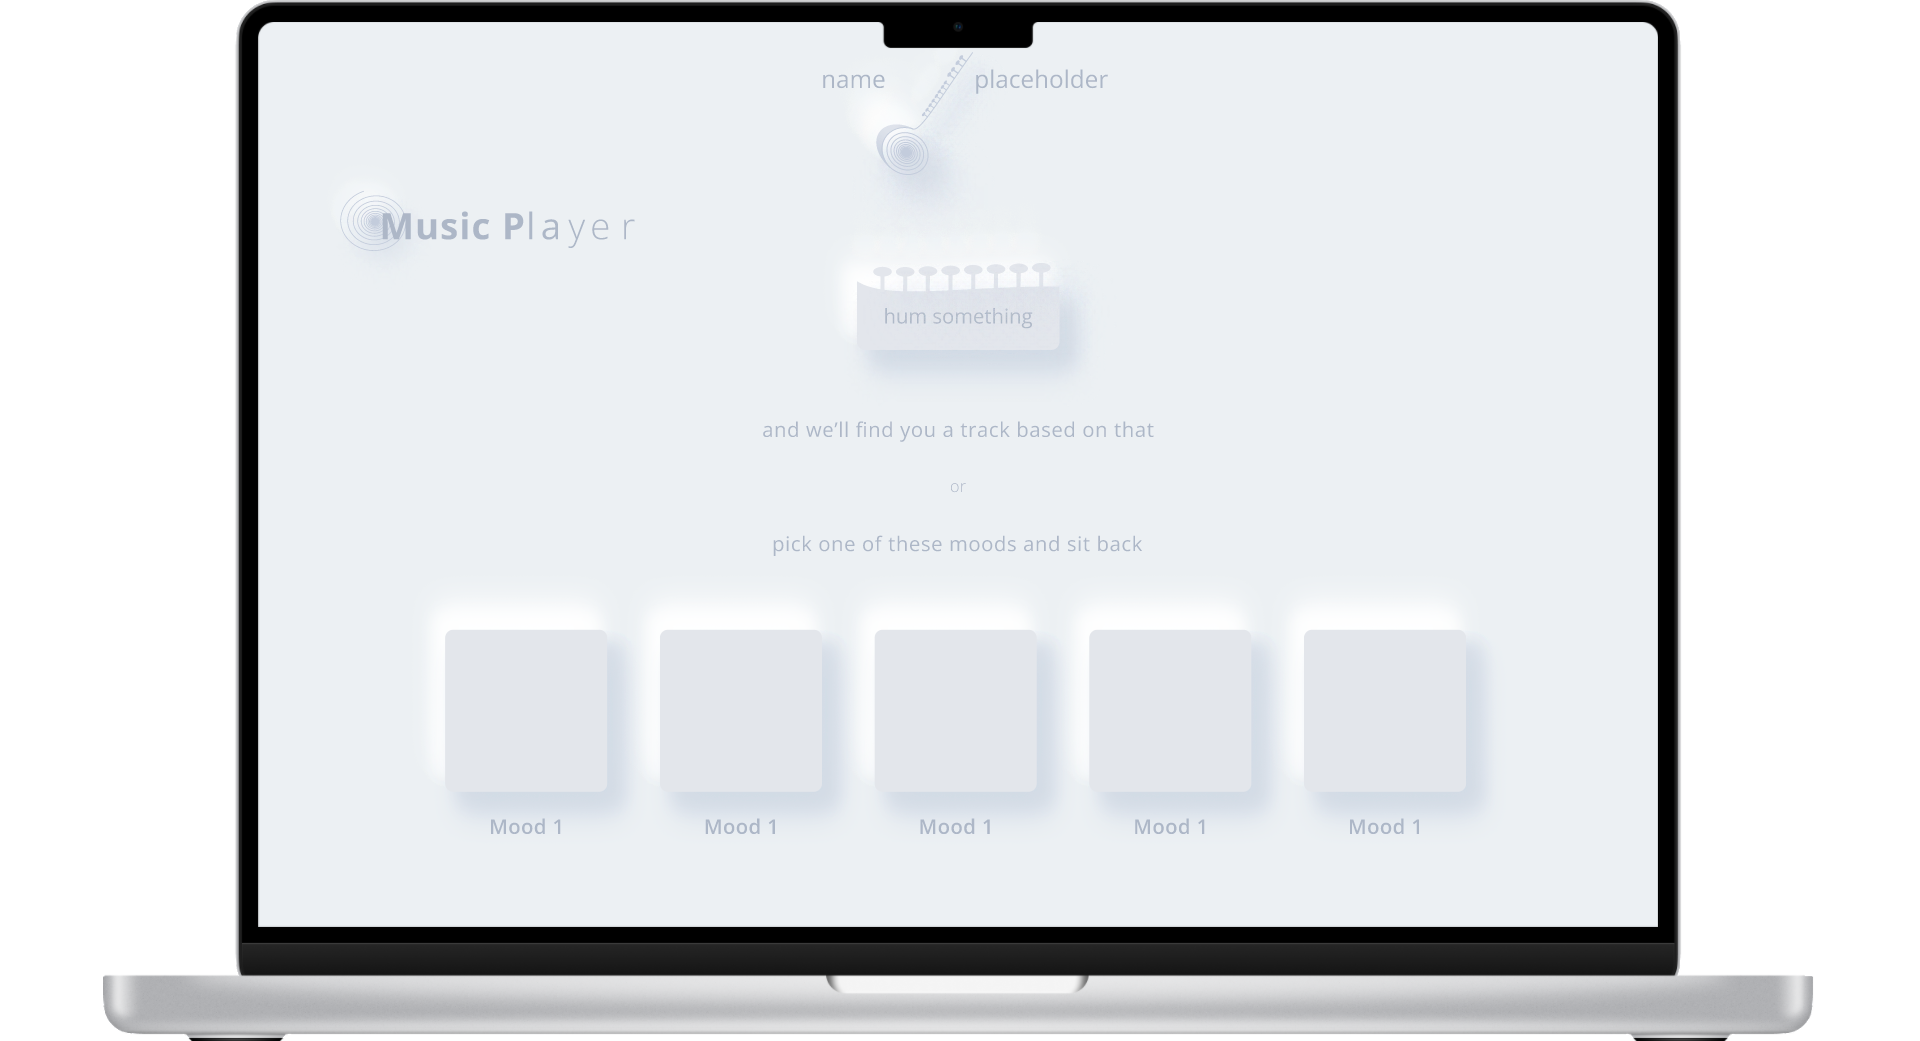 name placeholder
Music Player
hum something
and we’ll find you a track based on that
or
pick one of these moods and sit back
Mood 1 Mood 1 Mood 1 Mood 1 Mood 1